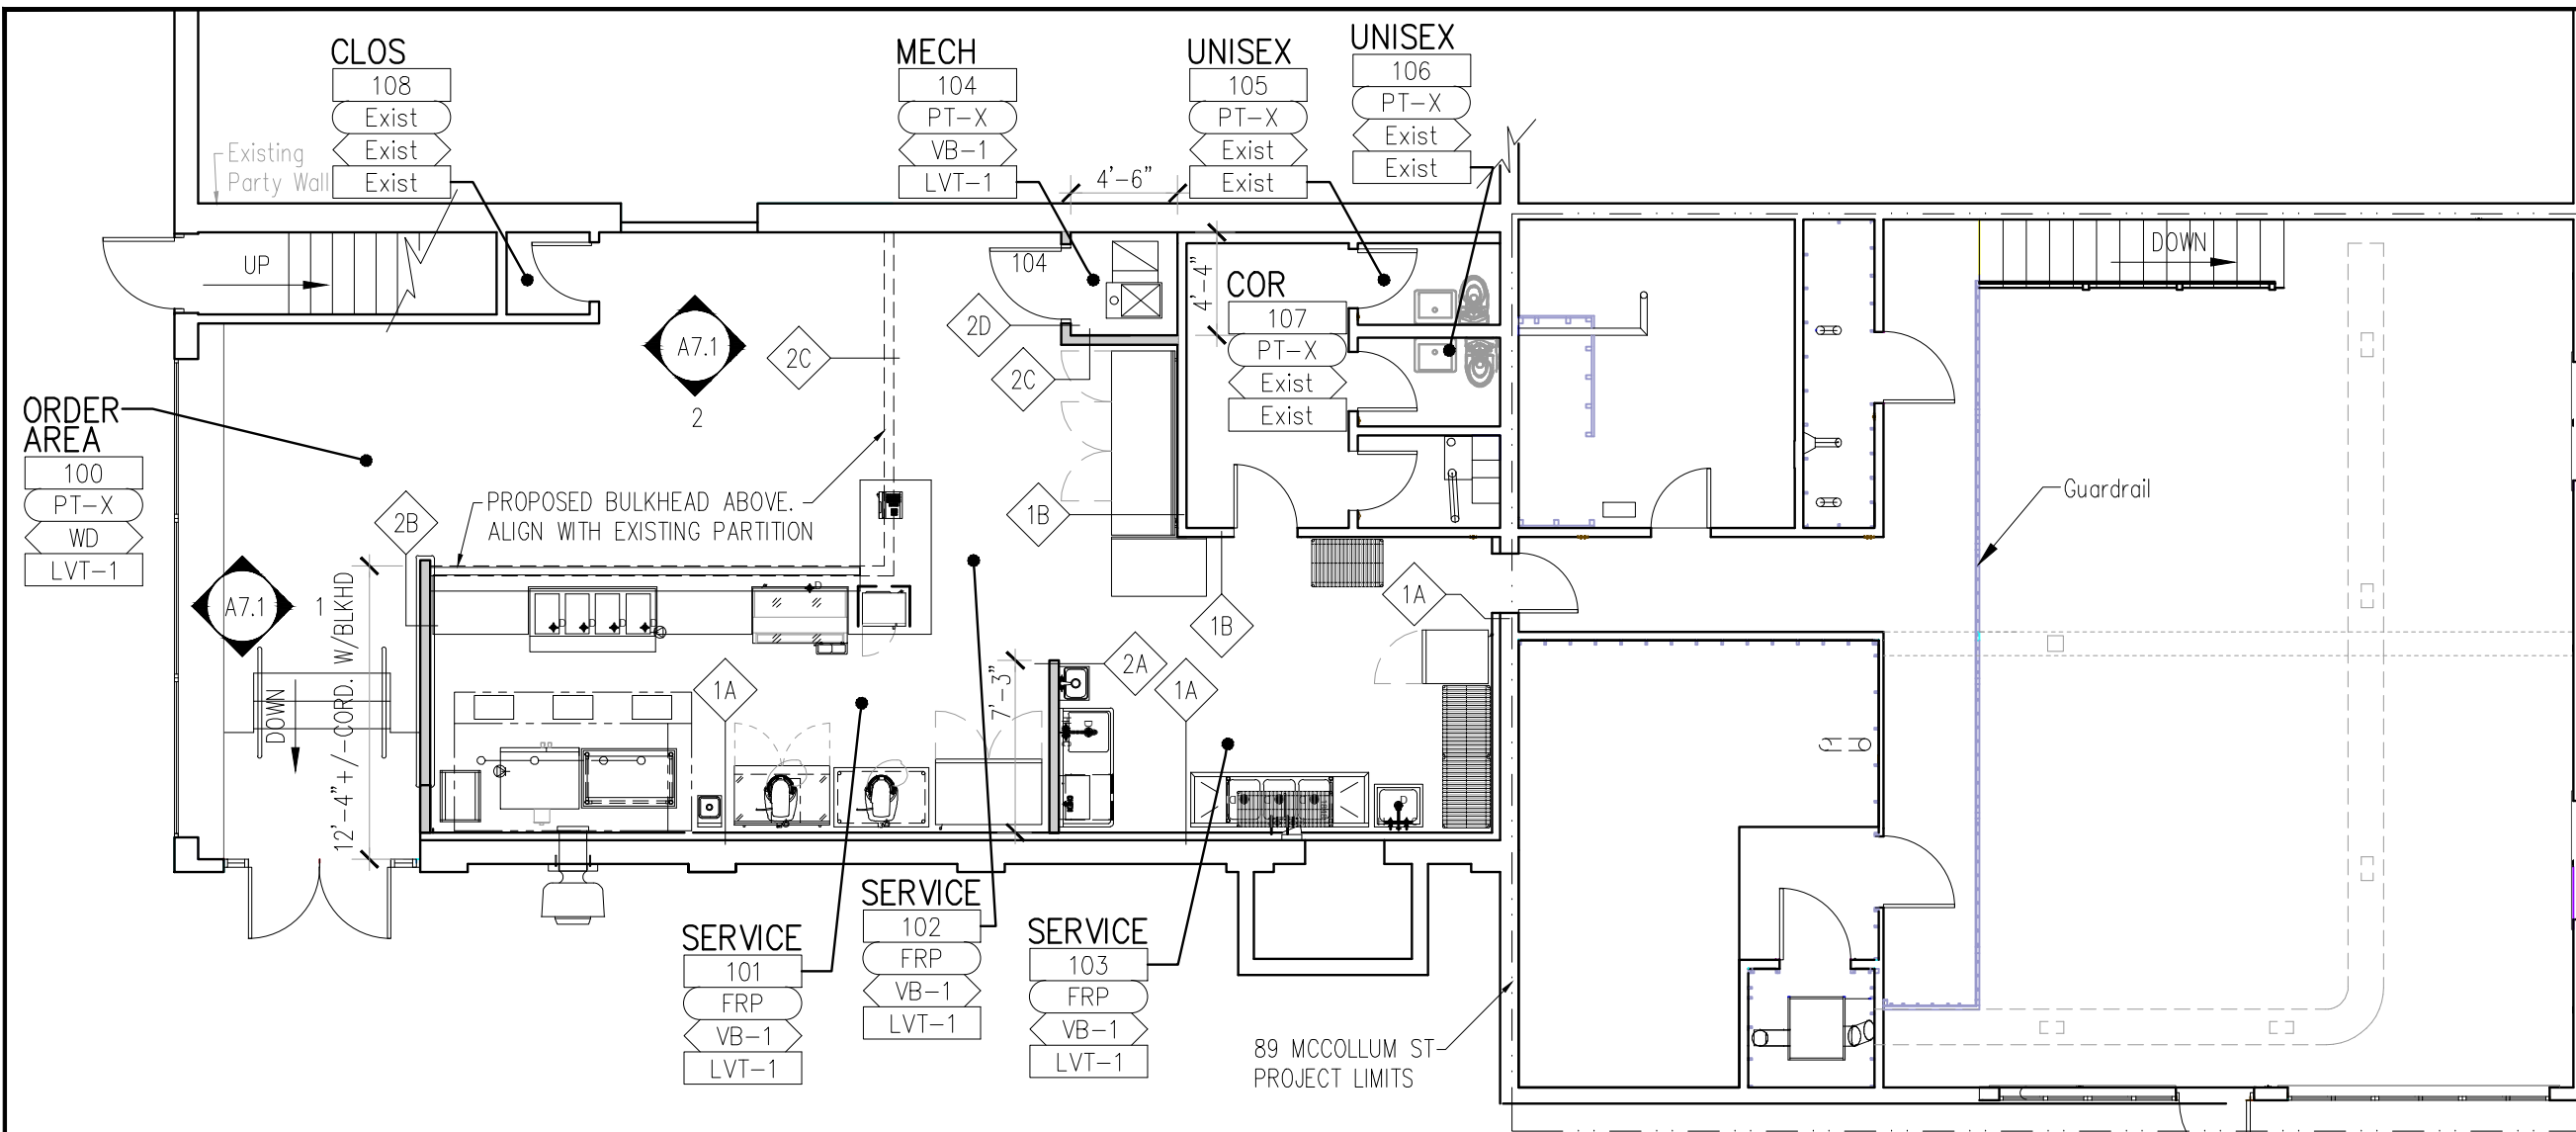 CLOS
108
Exist
Exist
Exist
MECH
104
PT-X
VB-1
LVT-1
UNISEX
105
PT-X
Exist
Exist
UNISEX
106
PT-X
Exist
Exist
Existing
Party Wall
4'-6"
UP
104
4'-4"
DOWN
COR
107
PT-X
Exist
Exist
2D
2C
2C
A7.1
2
ORDER
AREA
100
PT-X
WD
LVT-1
2B
PROPOSED BULKHEAD ABOVE.
ALIGN WITH EXISTING PARTITION
1B
Guardrail
A7.1
1
12'-4"+/-CORD. W/BLKHD
DOWN
1A
1B
2A
1A
1A
7'-3"
SERVICE
101
FRP
VB-1
LVT-1
SERVICE
102
FRP
VB-1
LVT-1
SERVICE
103
FRP
VB-1
LVT-1
89 MCCOLLUM ST
PROJECT LIMITS